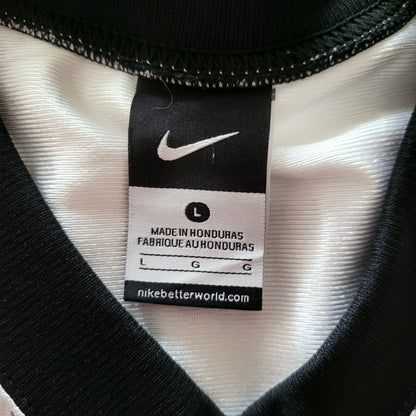 L
MADE IN HONDURAS
FABRIQUE AU HONDURAS
L G G
nikebetterworld.com